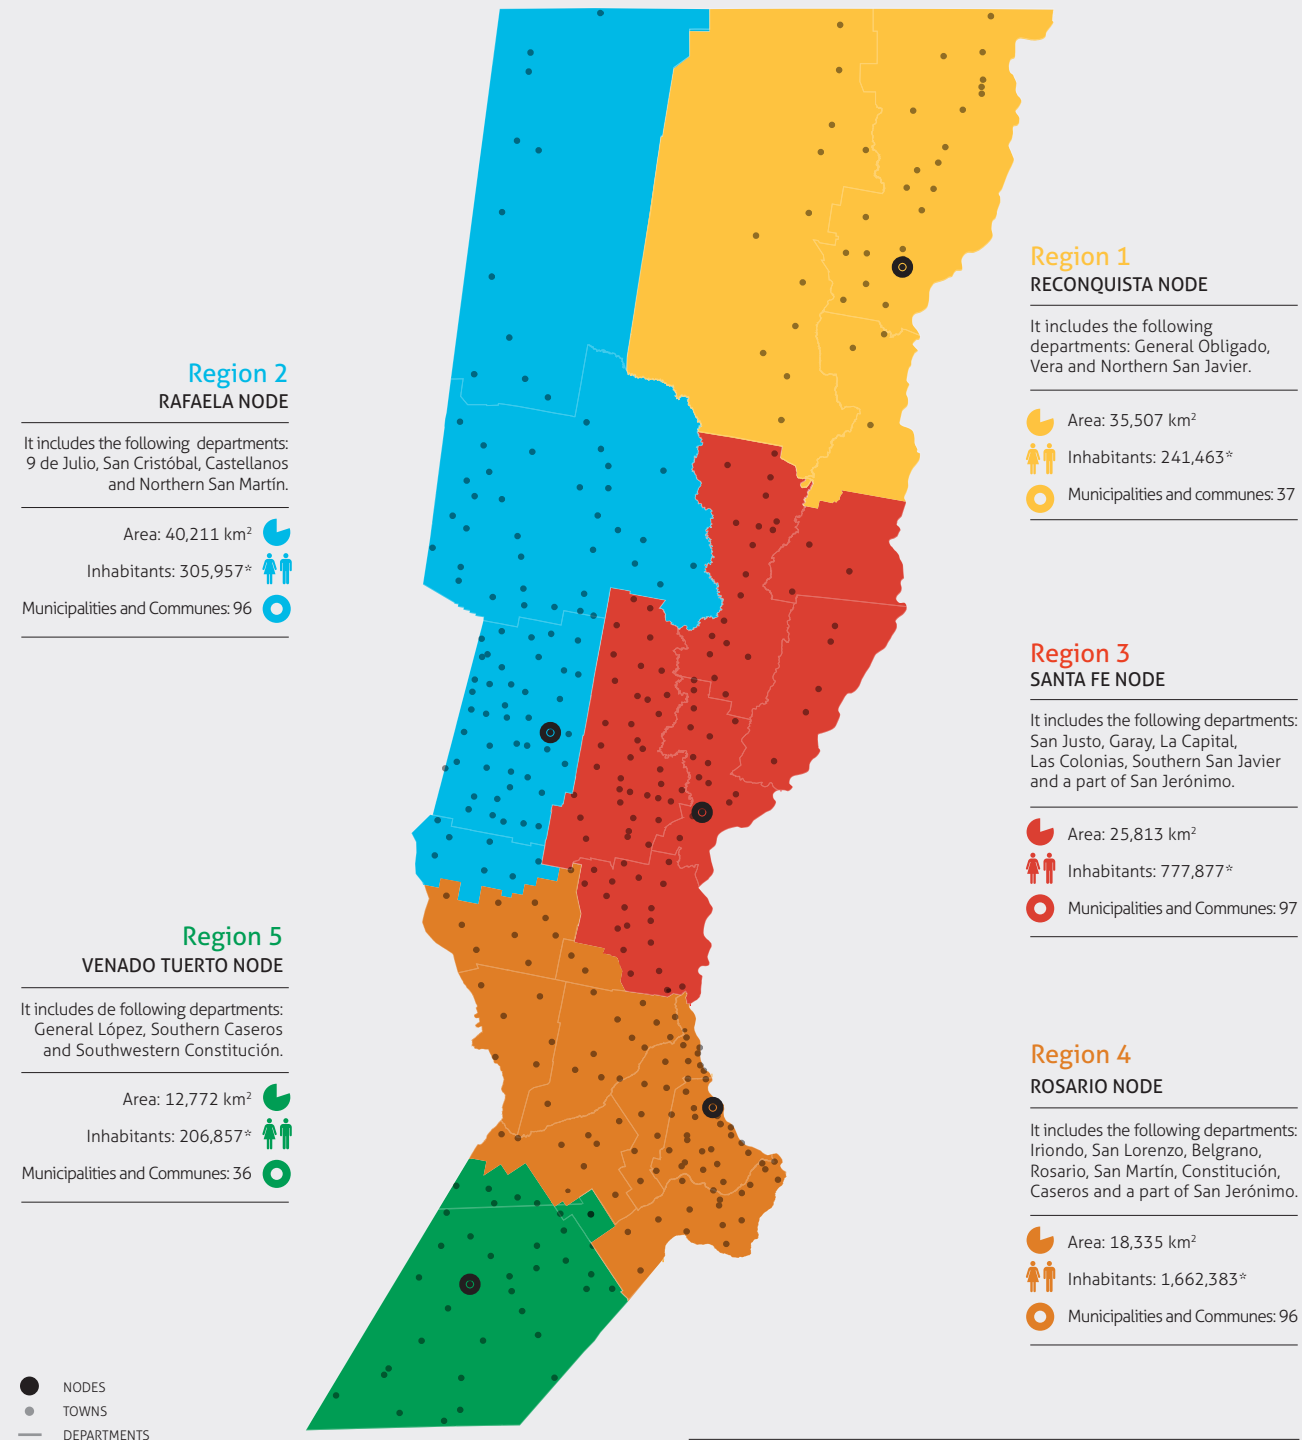 Region 1
RECONQUISTA NODE
It includes the following
departments: General Obligado,
Vera and Northern San Javier.
Area: 35,507 km²
Inhabitants: 241,463*
Municipalities and communes: 37
Region 2
RAFAELA NODE
It includes the following departments:
9 de Julio, San Cristóbal, Castellanos
and Northern San Martín.
Area: 40,211 km²
Inhabitants: 305,957*
Municipalities and Communes: 96
Region 3
SANTA FE NODE
It includes the following departments:
San Justo, Garay, La Capital,
Las Colonias, Southern San Javier
and a part of San Jerónimo.
Area: 25,813 km²
Inhabitants: 777,877*
Municipalities and Communes: 97
Region 5
VENADO TUERTO NODE
It includes de following departments:
General López, Southern Caseros
and Southwestern Constitución.
Area: 12,772 km²
Inhabitants: 206,857*
Municipalities and Communes: 36
Region 4
ROSARIO NODE
It includes the following departments:
Iriondo, San Lorenzo, Belgrano,
Rosario, San Martín, Constitución,
Caseros and a part of San Jerónimo.
Area: 18,335 km²
Inhabitants: 1,662,383*
Municipalities and Communes: 96
NODES
TOWNS
DEPARTMENTS